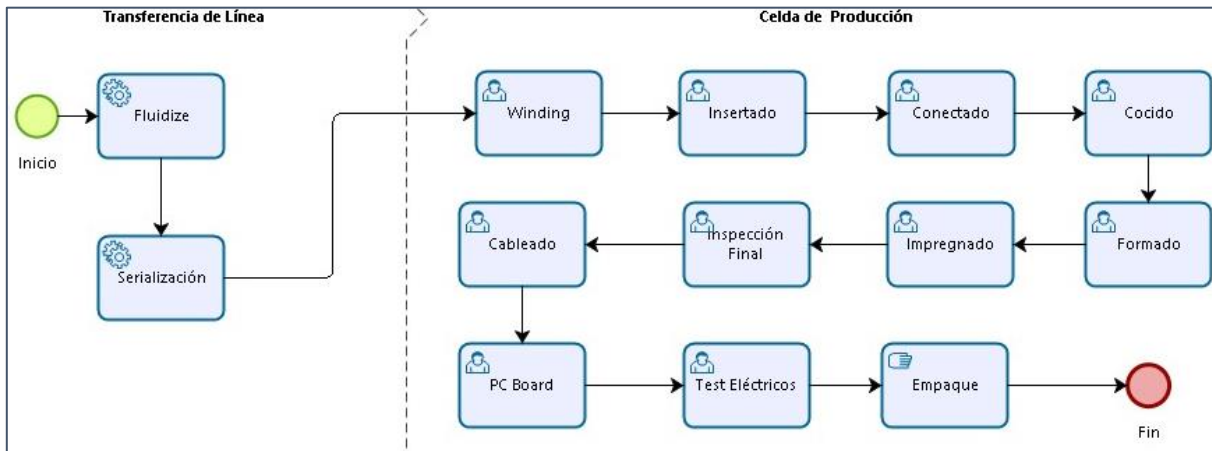 Transferencia de Línea
Celda de Producción
Inicio
Fluidize
Serialización
Winding
Insertado
Conectado
Cocido
Formado
Impregnado
Inspección
Final
Cableado
PC Board
Test Eléctricos
Empaque
Fin